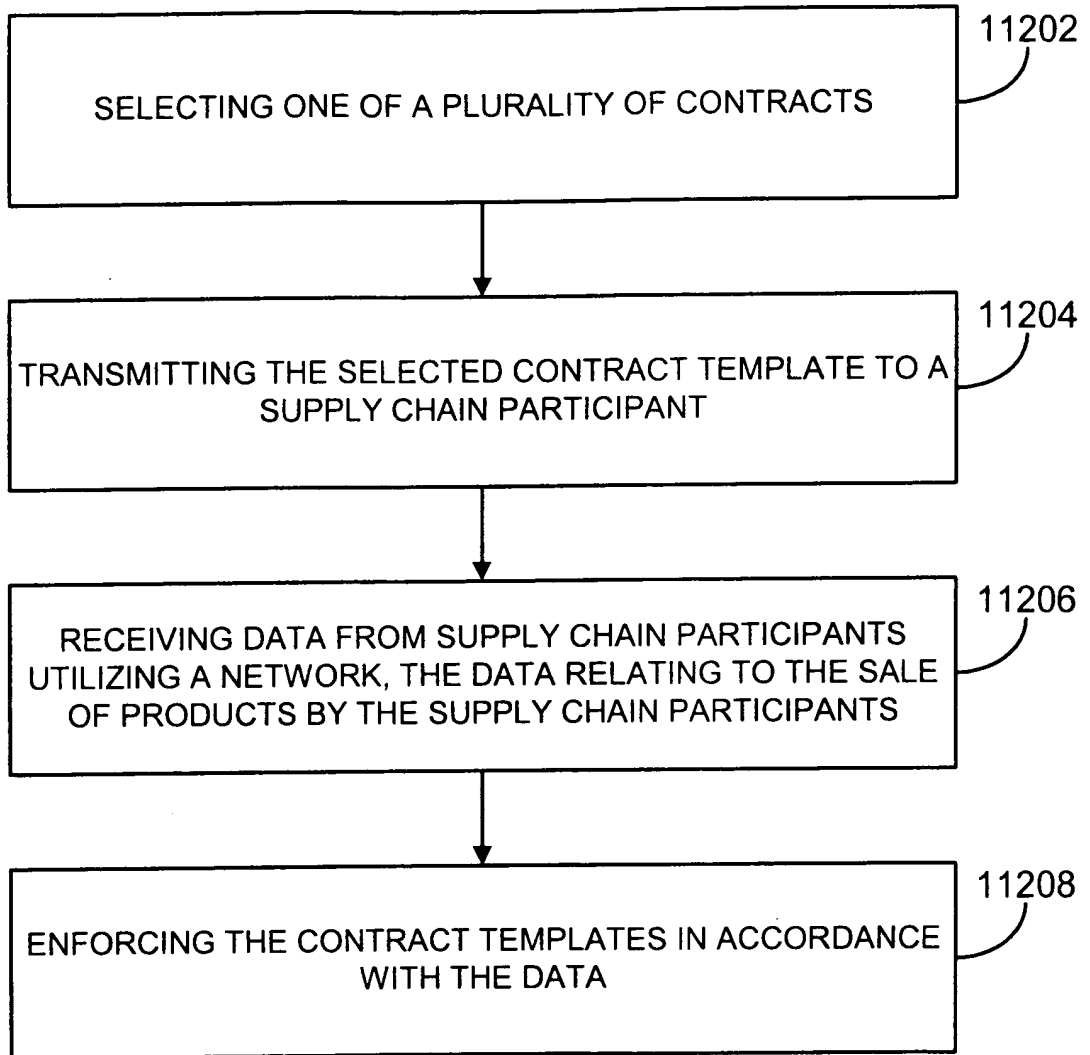 11202
SELECTING ONE OF A PLURALITY OF CONTRACTS
11204
TRANSMITTING THE SELECTED CONTRACT TEMPLATE TO A
SUPPLY CHAIN PARTICIPANT
11206
RECEIVING DATA FROM SUPPLY CHAIN PARTICIPANTS
UTILIZING A NETWORK, THE DATA RELATING TO THE SALE
OF PRODUCTS BY THE SUPPLY CHAIN PARTICIPANTS
11208
ENFORCING THE CONTRACT TEMPLATES IN ACCORDANCE
WITH THE DATA